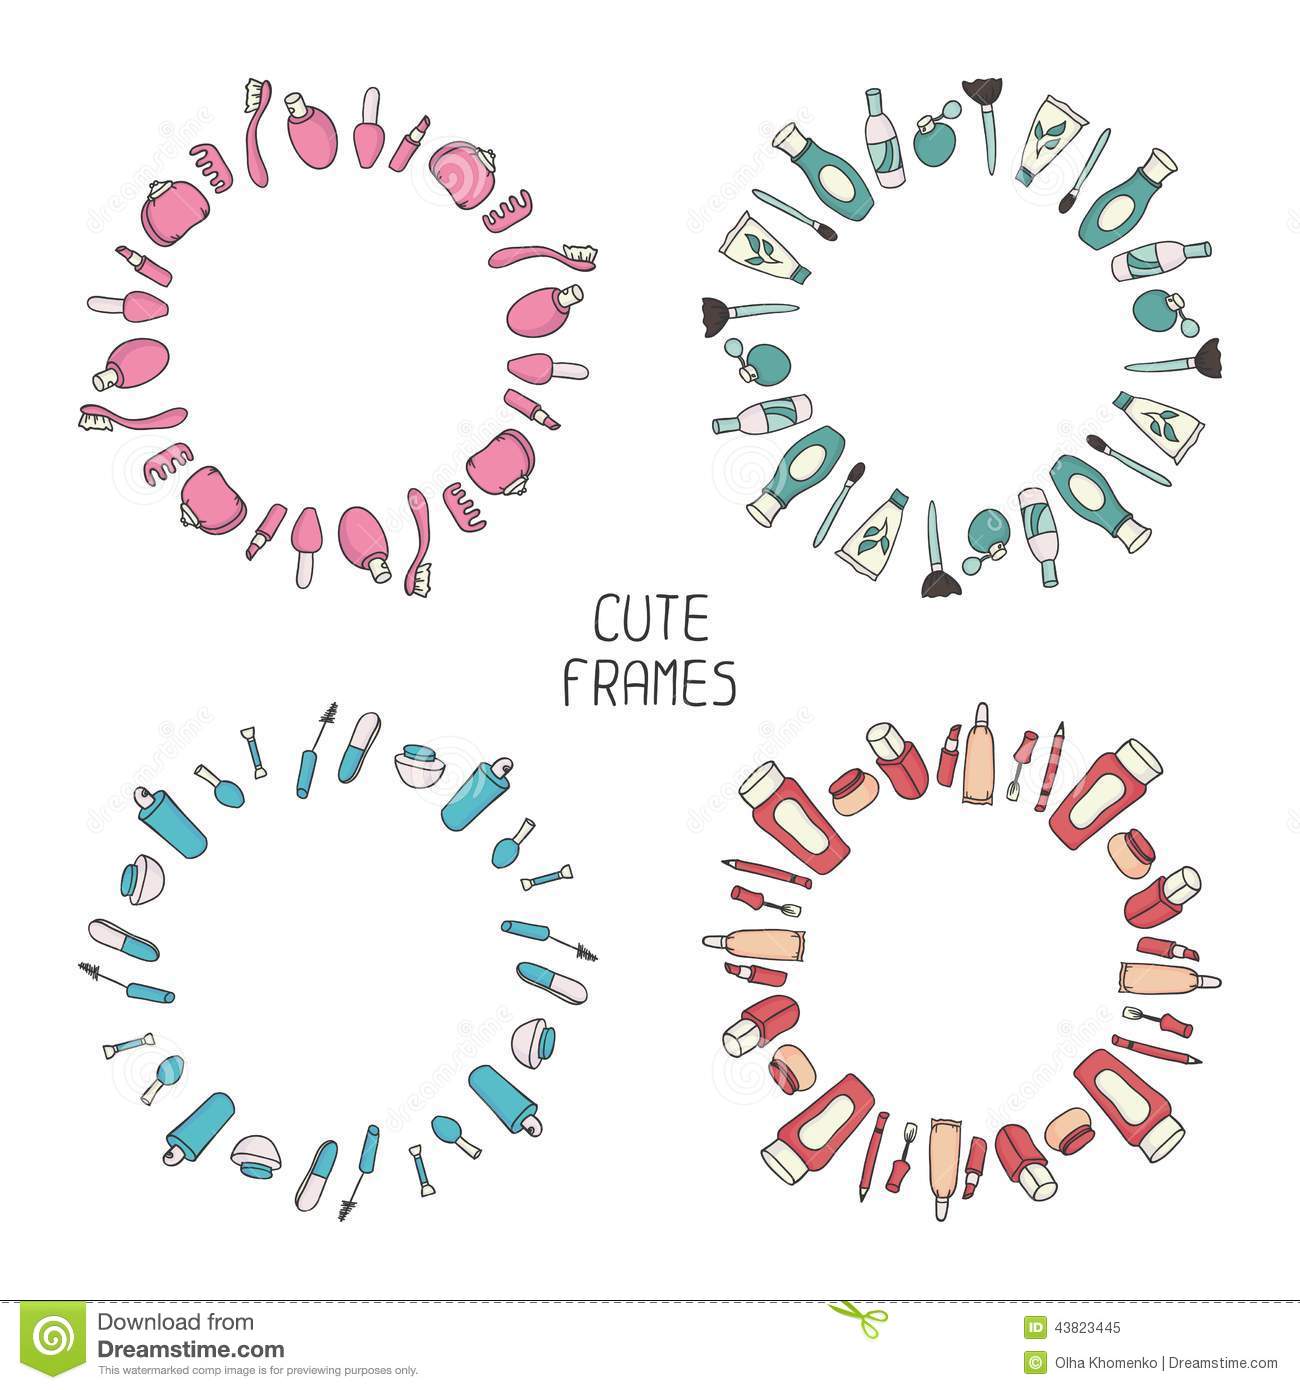 CUTE
FRAMES
Download from
Dreamstime.com
This watermarked comp image is for previewing purposes only.
ID 43823445
© Olha Khomenko | Dreamstime.com